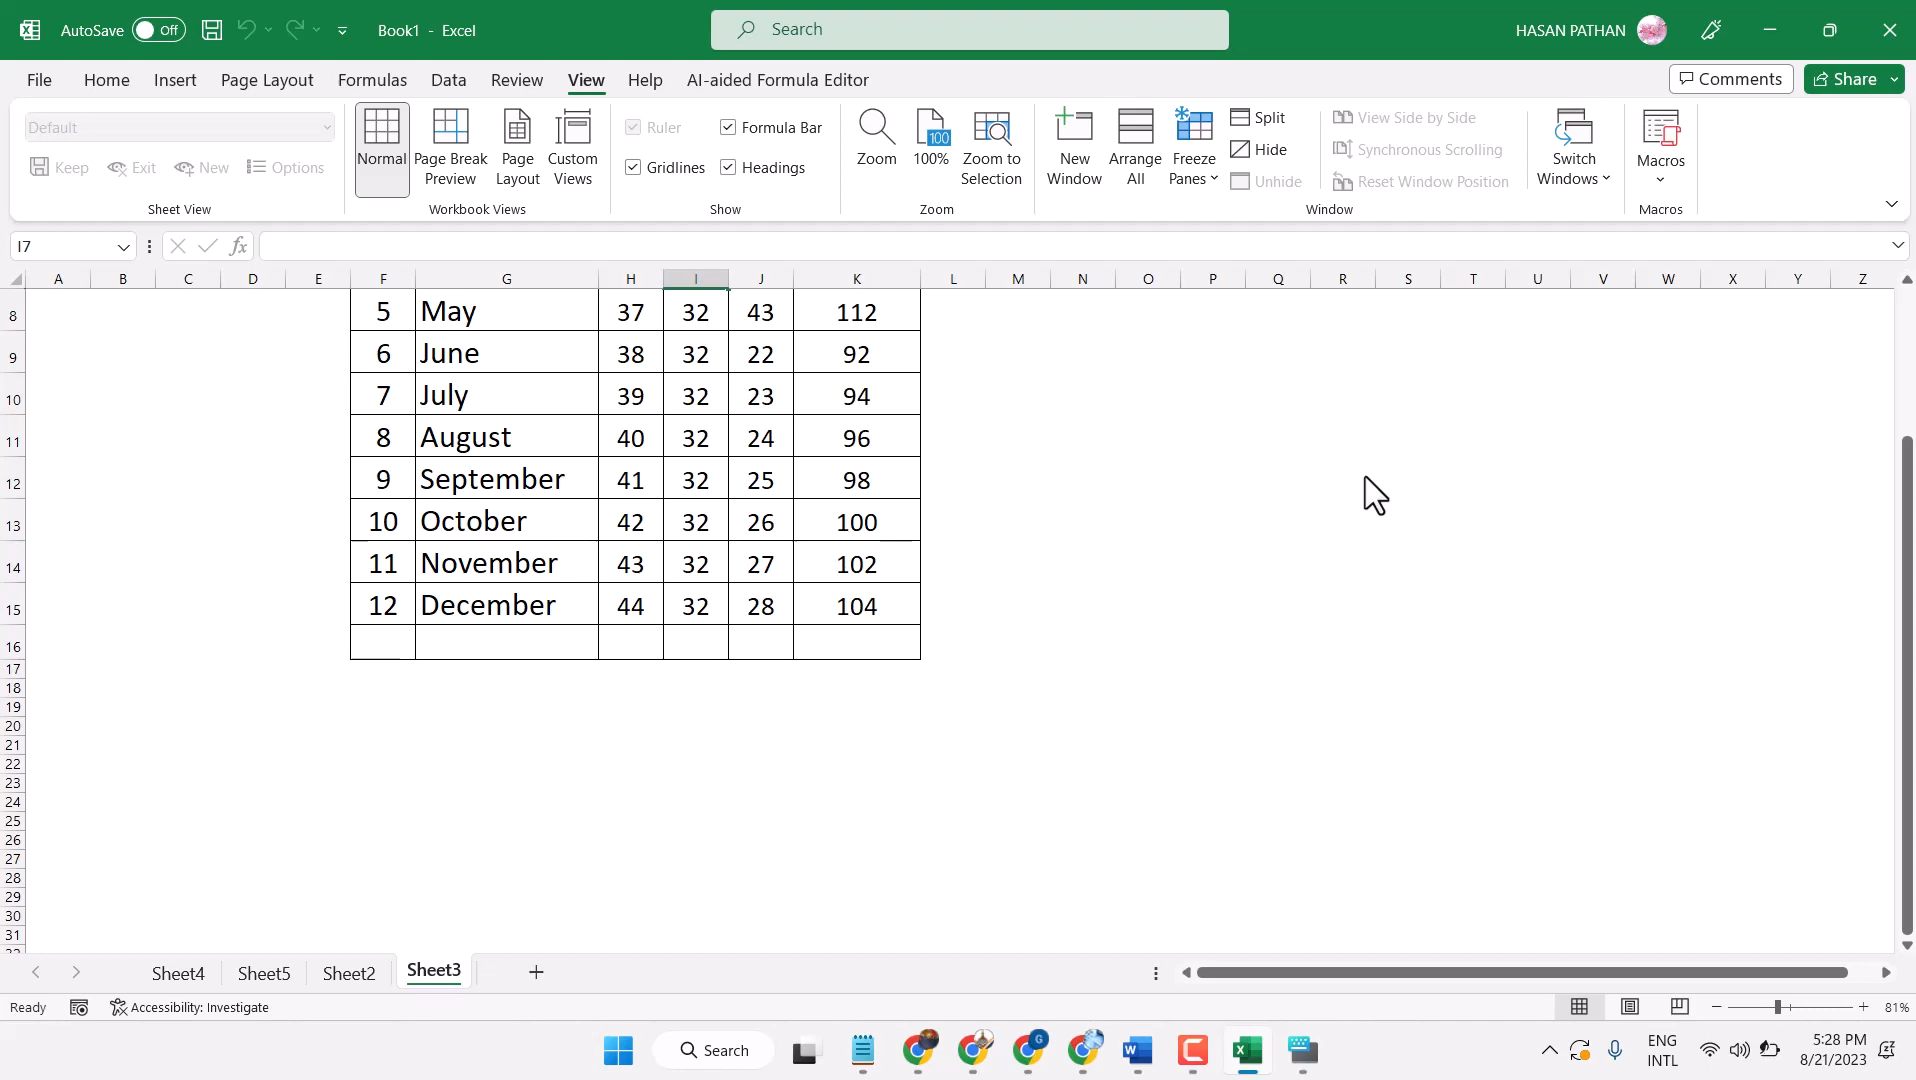 AutoSave Off Book1 - Excel Search HASAN PATHAN
File Home Insert Page Layout Formulas Data Review View Help AI-aided Formula Editor Comments Share
Default
Keep Exit New Options
Sheet View
Normal Page Break Preview Page Layout Custom Views
Workbook Views
Ruler Formula Bar
Gridlines Headings
Show
Zoom 100 100% Zoom to Selection
Zoom
New Window Arrange All Freeze Panes
Split
Hide
Unhide
View Side by Side
Synchronous Scrolling
Reset Window Position
Switch Windows
Window
Macros
Macros
I7 fx
A B C D E F G H I J K L M N O P Q R S T U V W X Y Z
8 5 May 37 32 43 112
9 6 June 38 32 22 92
10 7 July 39 32 23 94
11 8 August 40 32 24 96
12 9 September 41 32 25 98
13 10 October 42 32 26 100
14 11 November 43 32 27 102
15 12 December 44 32 28 104
16
17
18
19
20
21
22
23
24
25
26
27
28
29
30
31
Sheet4 Sheet5 Sheet2 Sheet3
Ready Accessibility: Investigate 81%
Search ENG 5:28 PM
INTL 8/21/2023